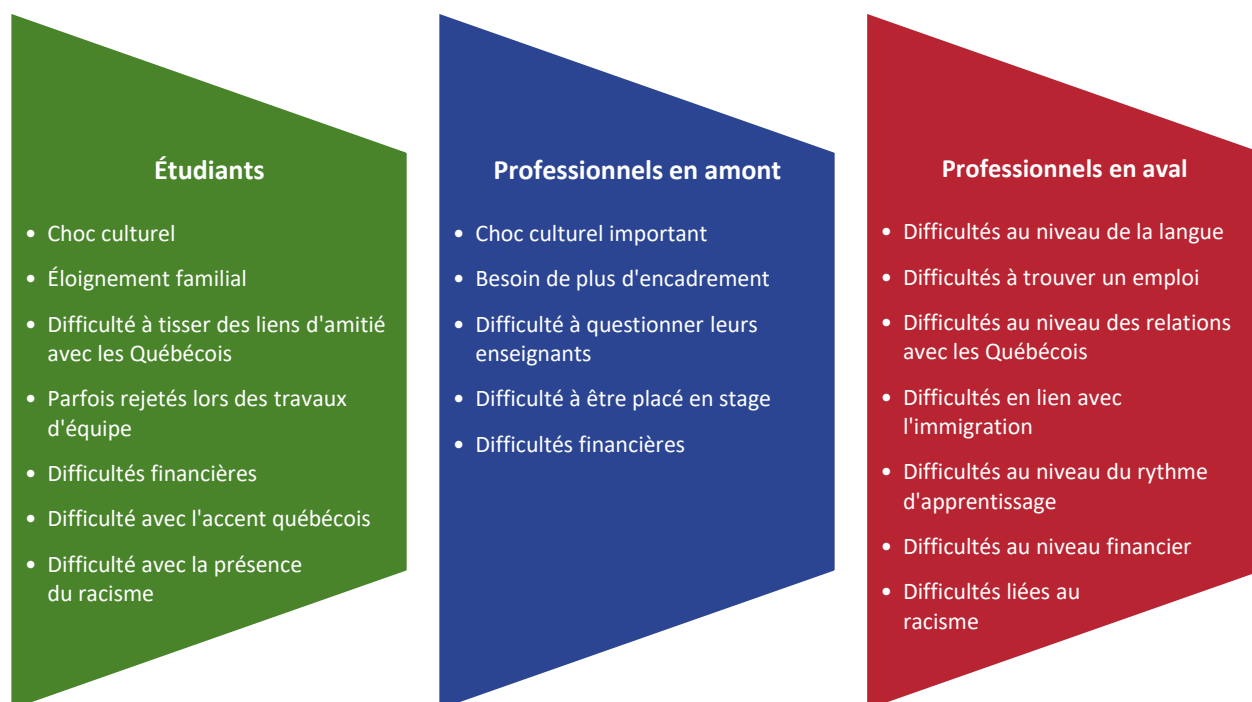 Étudiants
• Choc culturel
• Éloignement familial
• Difficulté à tisser des liens d'amitié
avec les Québécois
• Parfois rejetés lors des travaux
d'équipe
• Difficultés financières
• Difficulté avec l'accent québécois
• Difficulté avec la présence
du racisme
Professionnels en amont
• Choc culturel important
• Besoin de plus d'encadrement
• Difficulté à questionner leurs
enseignants
• Difficulté à être placé en stage
• Difficultés financières
Professionnels en aval
• Difficultés au niveau de la langue
• Difficultés à trouver un emploi
• Difficultés au niveau des relations
avec les Québécois
• Difficultés en lien avec
l'immigration
• Difficultés au niveau du rythme
d'apprentissage
• Difficultés au niveau financier
• Difficultés liées au
racisme